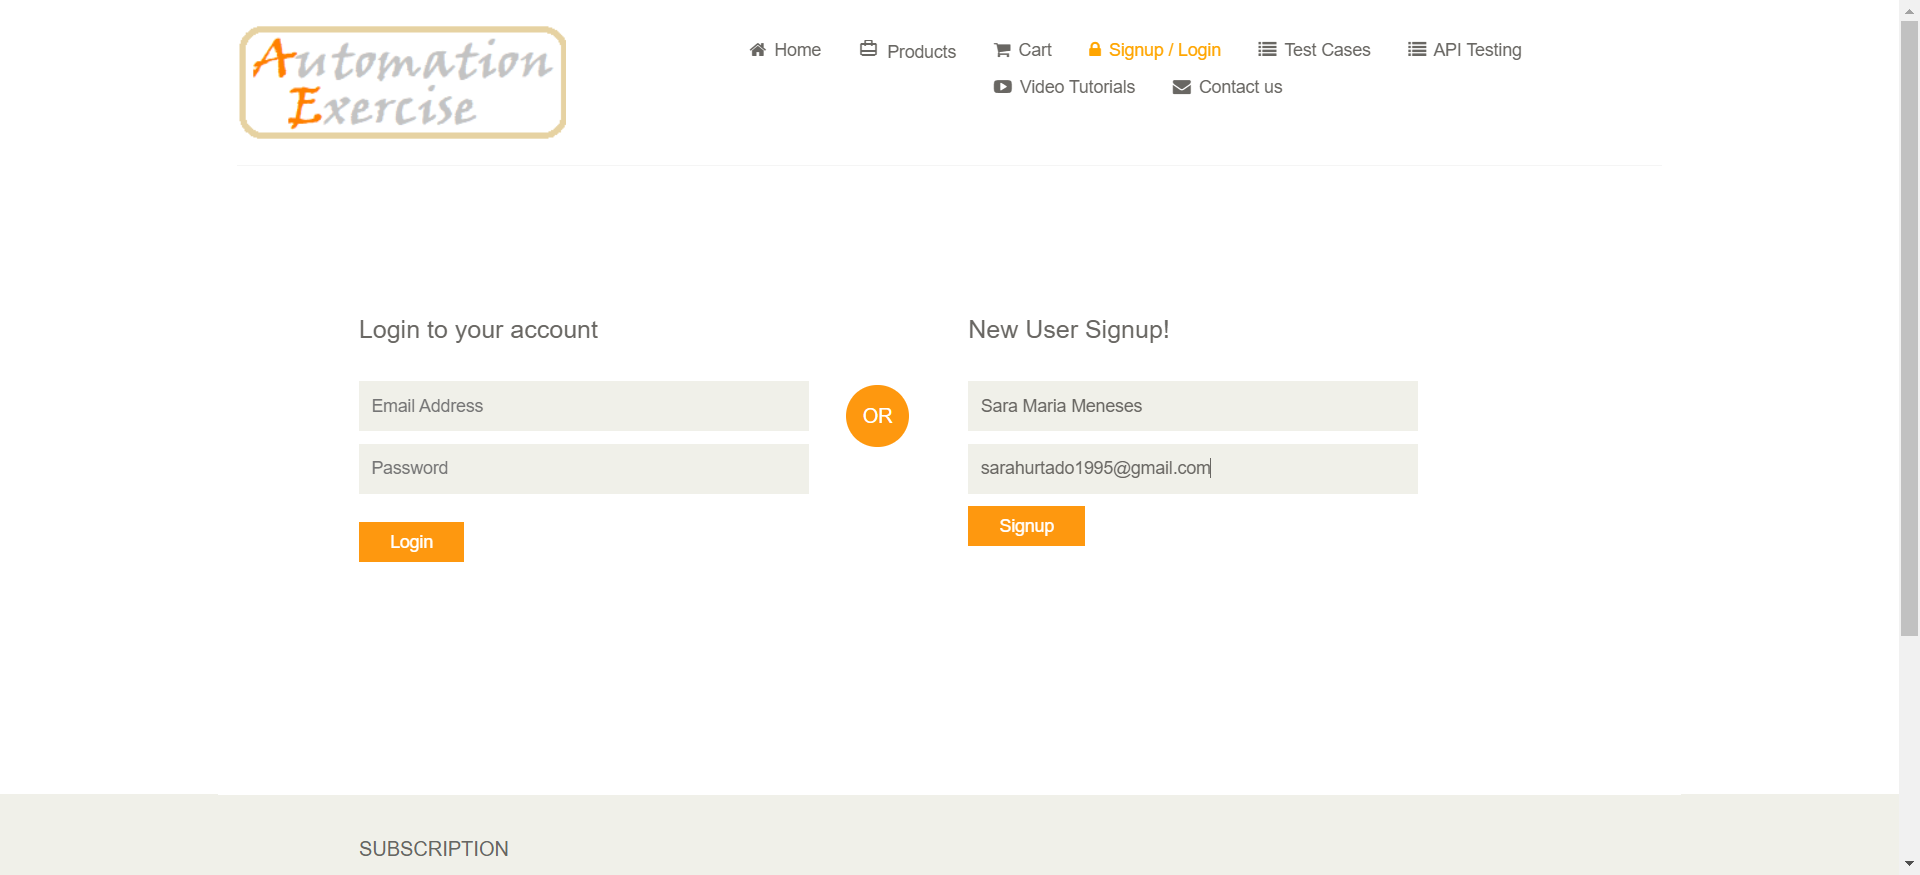 Automation
Exercise
Home
Products
Cart
Signup / Login
Test Cases
API Testing
Video Tutorials
Contact us
Login to your account
Email Address
Password
Login
OR
New User Signup!
Sara Maria Meneses
sarahurtado1995@gmail.com
Signup
SUBSCRIPTION